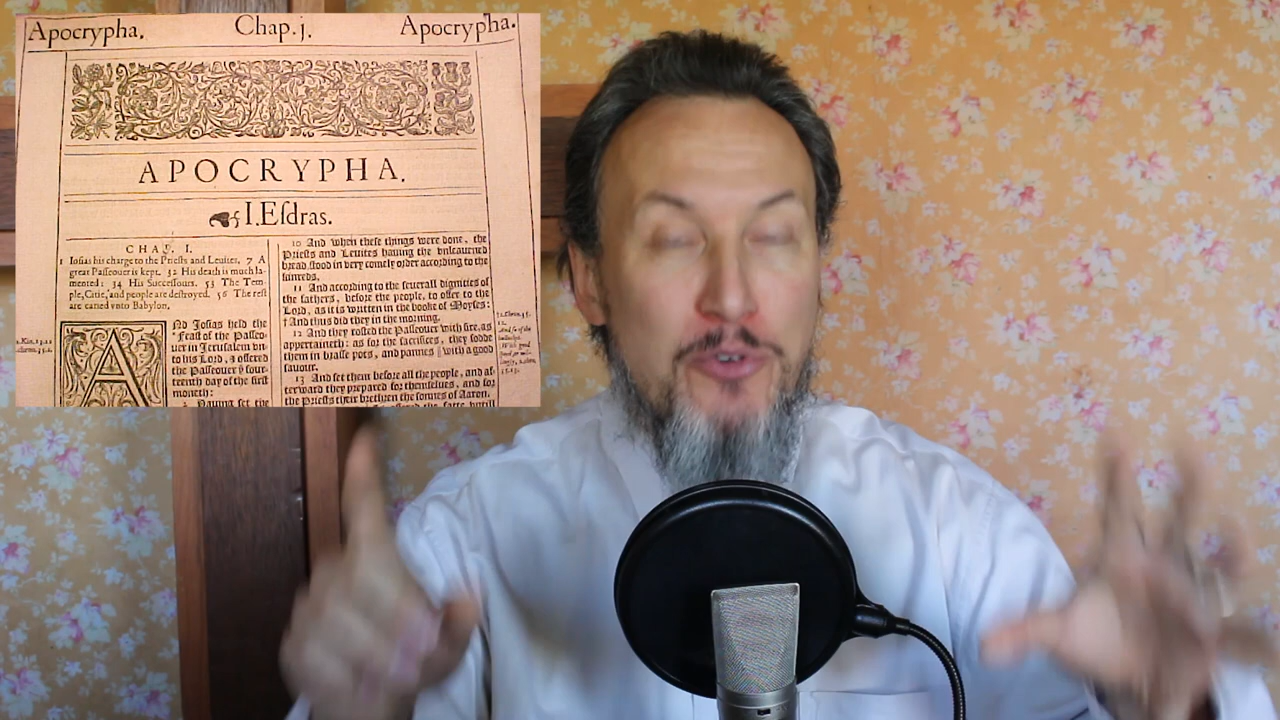 Apocrypha. Chap. j. Apocrypha.
APOCRYPHA.
I. Eſdras.
CHAP. I.
1 Ioſias his charge to the Prieſts and Leuites. 7 A
great Paſſeouer is kept. 32 His death is much la-
mented: 34 His Succeſſours. 53 The Tem-
ple, Citie, and people are deſtroyed. 56 The reſt
are caried vnto Babylon.
AND Ioſias held the
Feaſt of the Paſſeo-
uer in Jeruſalem vn-
to his Lord, & offered
the Paſſeouer ÿ four-
teenth day of the firſt
moneth:
2 Hauing ſet the
10 And when theſe things were done, the
Prieſts and Leuites hauing the vnleauened
bread, ſtood in very comely order according to the
kinreds,
11 And according to the ſeuerall dignities of
the fathers, before the people, to offer to the
Lord, as it is written in the booke of Moyſes:
And thus did they in the morning.
12 And they roſted the Paſſeouer with fire, as
appertaineth: as for the ſacrifices, they ſodde
them in braſſe pots, and pannes with a good
ſauour.
13 And ſet them before all the people, and af-
terward they prepared for themſelues, and for
the Prieſts their brethren the ſonnes of Aaron.